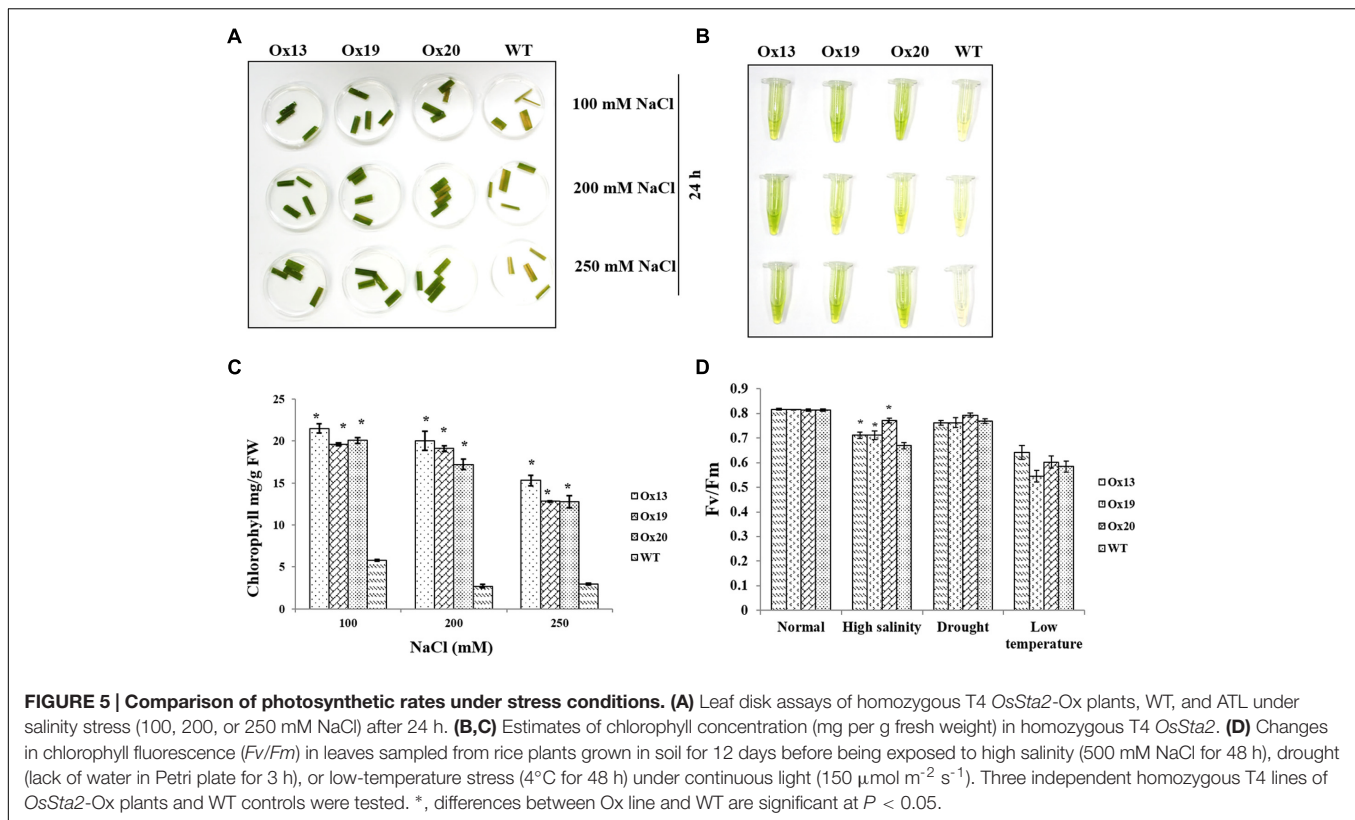 A
Ox13 Ox19 Ox20 WT
100 mM NaCl
200 mM NaCl
250 mM NaCl
24 h
B
Ox13 Ox19 Ox20 WT
C
Chlorophyll mg/g FW
25
20
15
10
5
0
* * *
* * *
* * *
100 200 250
NaCl (mM)
Ox13
Ox19
Ox20
WT
D
Fv/Fm
0.9
0.8
0.7
0.6
0.5
0.4
0.3
0.2
0.1
0
* * *
Normal High salinity Drought Low
temperature
Ox13
Ox19
Ox20
WT
FIGURE 5 | Comparison of photosynthetic rates under stress conditions. (A) Leaf disk assays of homozygous T4 OsSta2-Ox plants, WT, and ATL under
salinity stress (100, 200, or 250 mM NaCl) after 24 h. (B,C) Estimates of chlorophyll concentration (mg per g fresh weight) in homozygous T4 OsSta2. (D) Changes
in chlorophyll fluorescence (Fv/Fm) in leaves sampled from rice plants grown in soil for 12 days before being exposed to high salinity (500 mM NaCl for 48 h), drought
(lack of water in Petri plate for 3 h), or low-temperature stress (4°C for 48 h) under continuous light (150 μmol m⁻² s⁻¹). Three independent homozygous T4 lines of
OsSta2-Ox plants and WT controls were tested. *, differences between Ox line and WT are significant at P < 0.05.